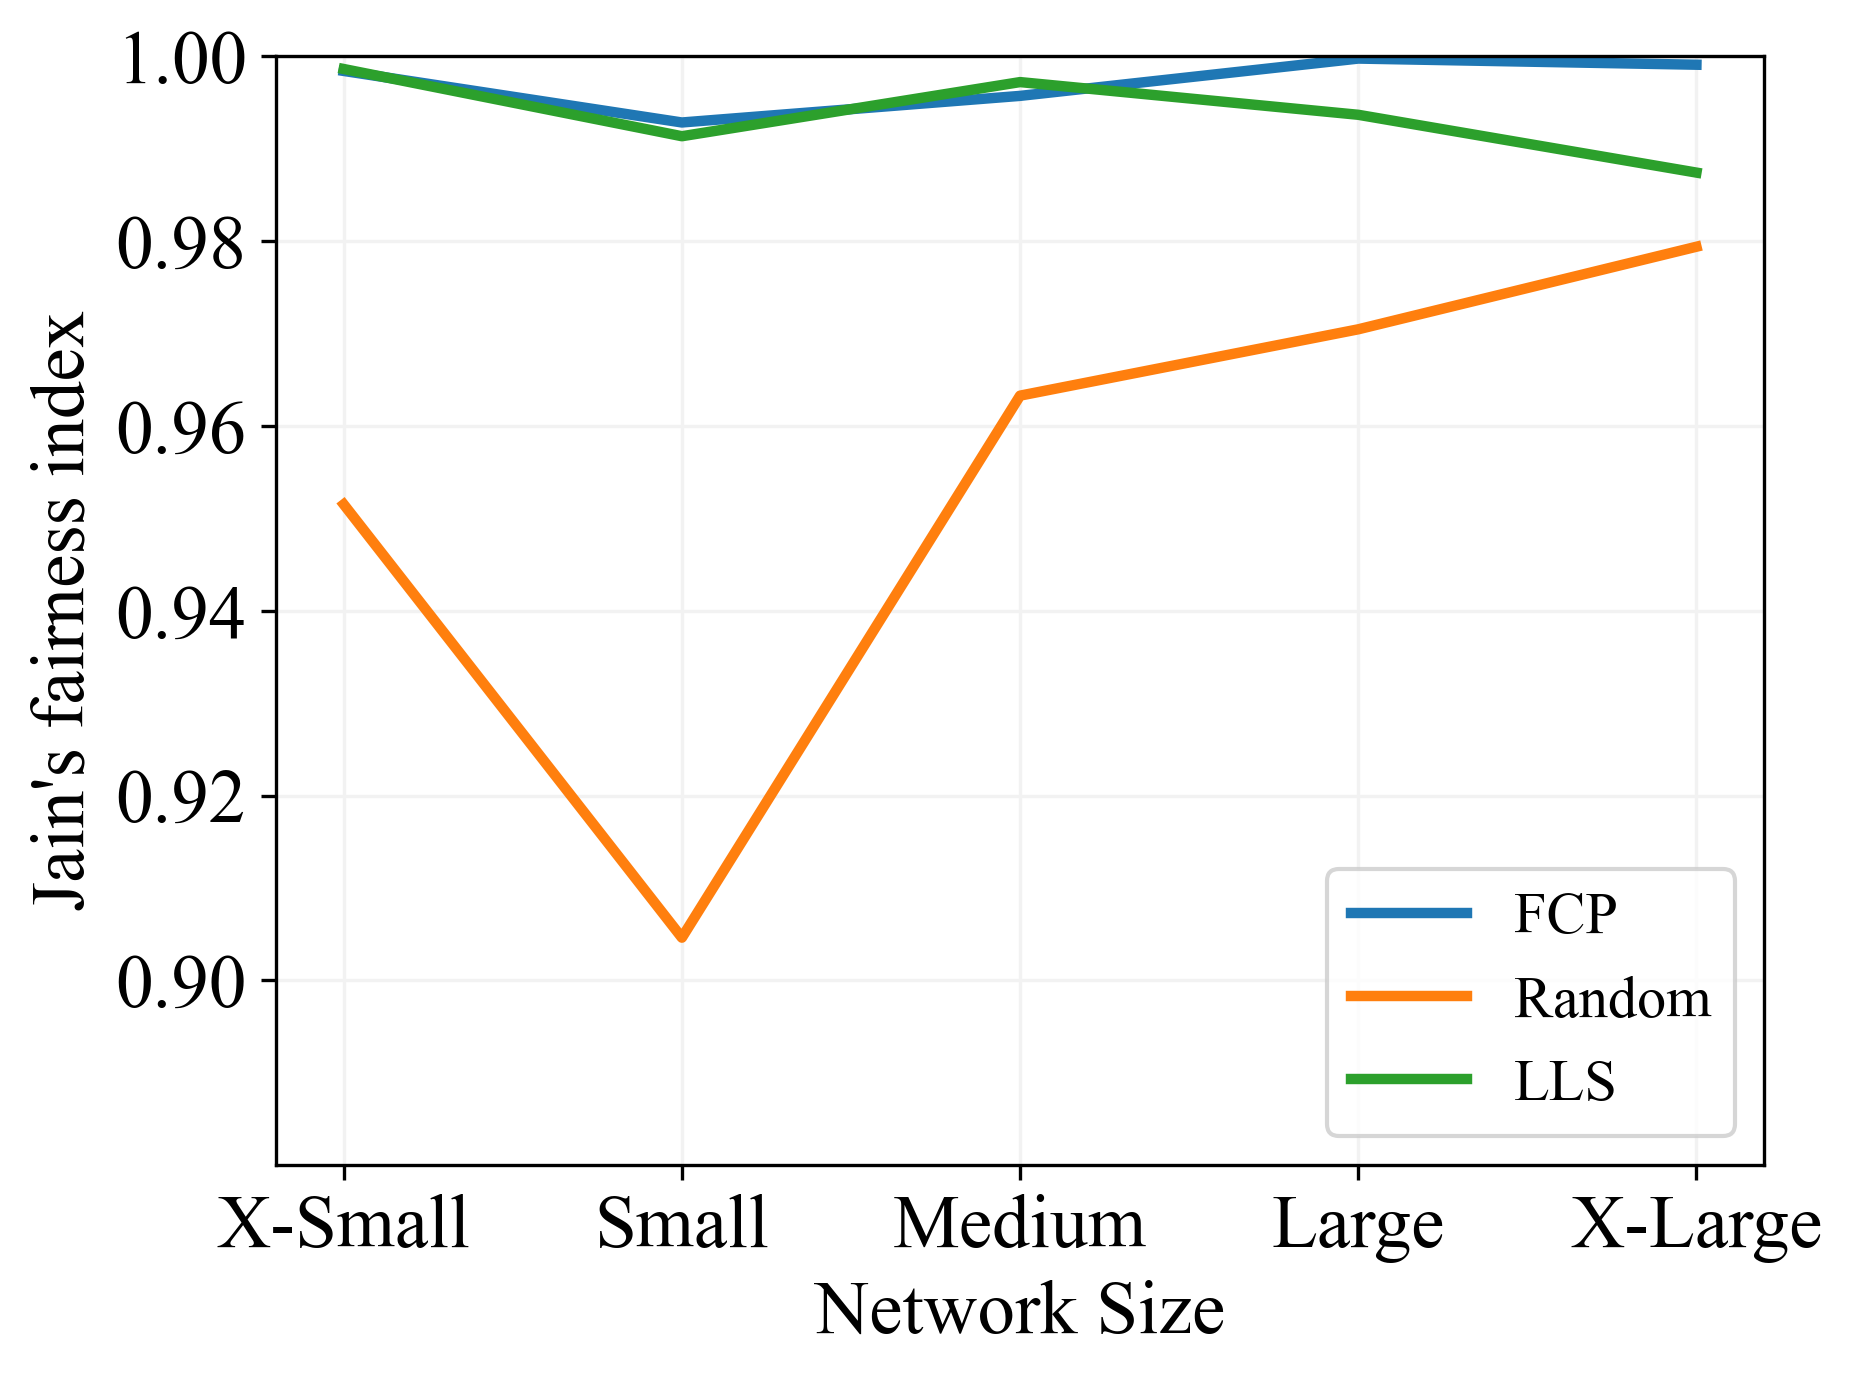 1.00
0.98
0.96
0.94
0.92
0.90
Jain's fairness index
FCP
Random
LLS
X-Small Small Medium Large X-Large
Network Size